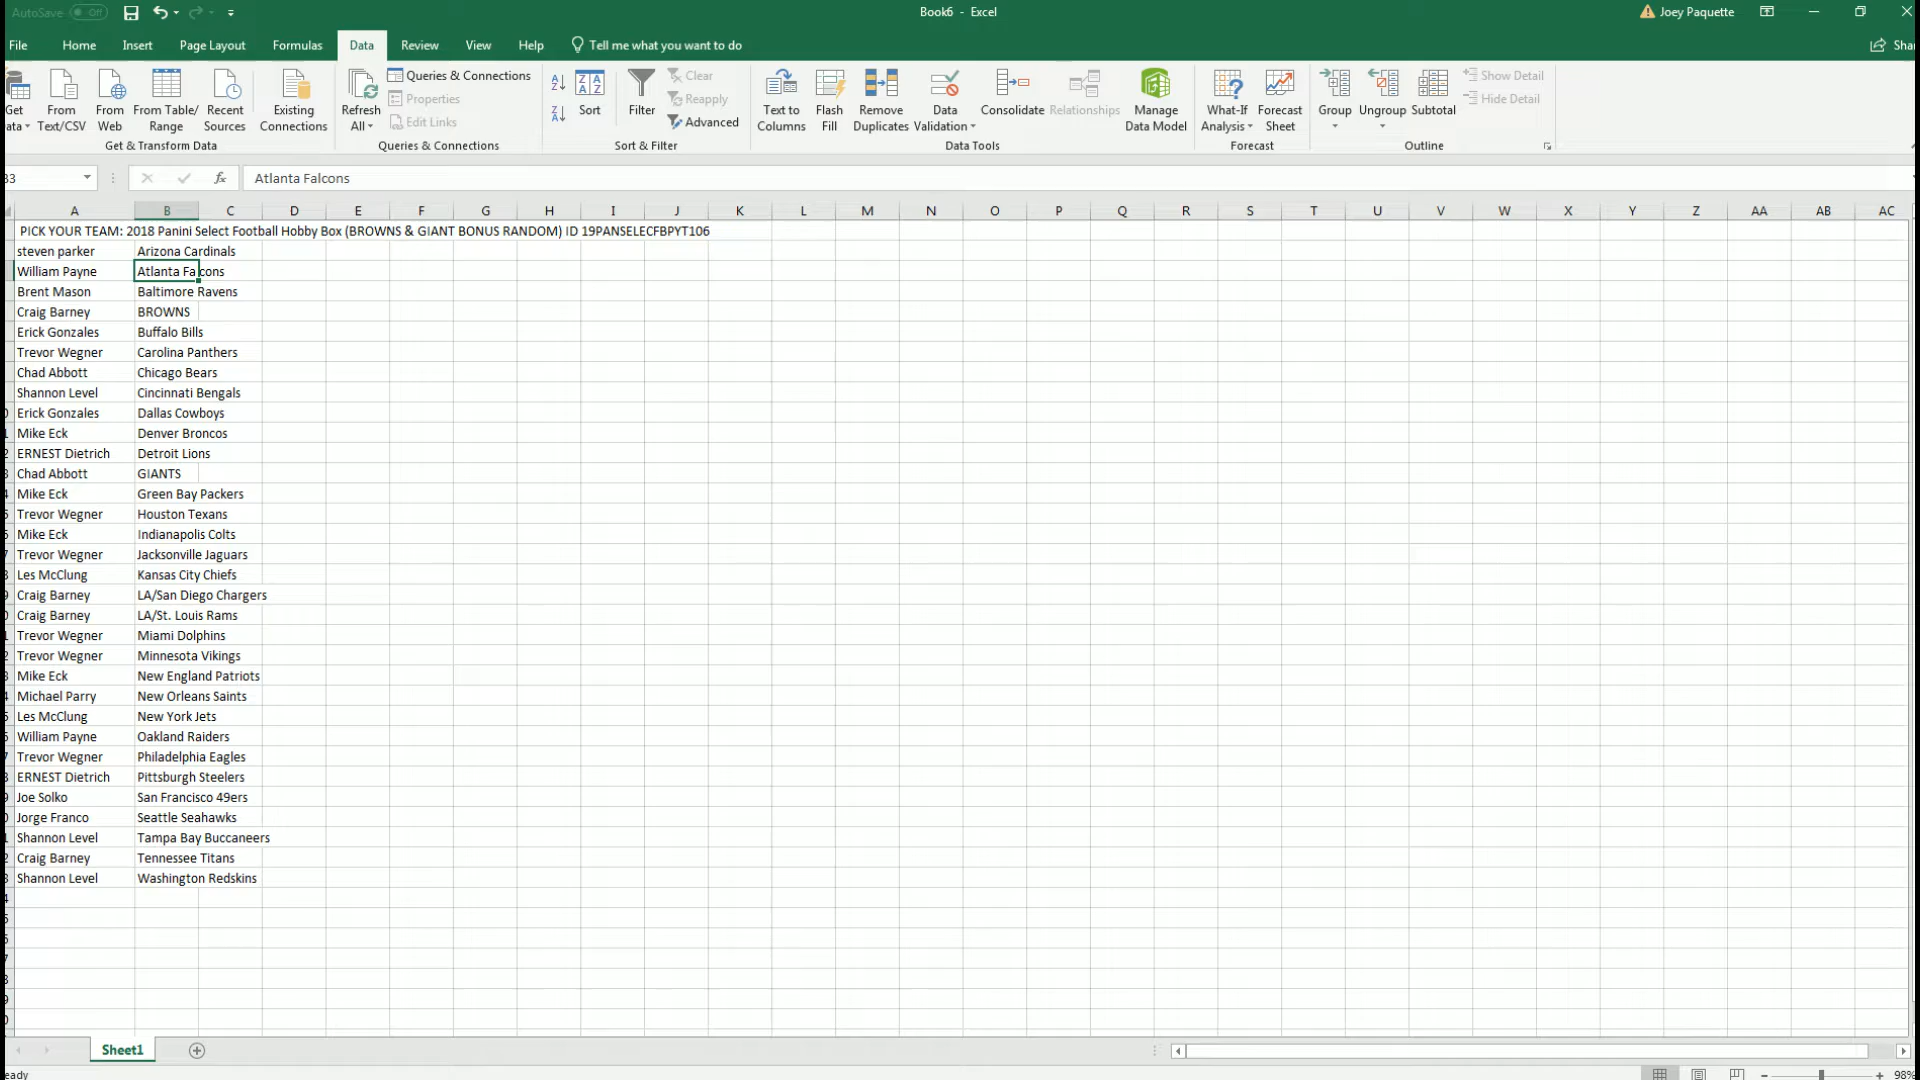 AutoSave Off Book6 - Excel Joey Paquette
File Home Insert Page Layout Formulas Data Review View Help Tell me what you want to do
Get From From From Table/ Recent Existing Refresh Queries & Connections Sort Filter Clear Text to Flash Remove Data Consolidate Relationships Manage What-If Forecast Group Ungroup Subtotal Show Detail
Text/CSV Web Range Sources Connections All Properties Reapply Columns Fill Duplicates Validation Data Model Analysis Sheet Hide Detail
Edit Links Advanced
Get & Transform Data Queries & Connections Sort & Filter Data Tools Forecast Outline
fx Atlanta Falcons
A B C D E F G H I J K L M N O P Q R S T U V W X Y Z AA AB AC
PICK YOUR TEAM: 2018 Panini Select Football Hobby Box (BROWNS & GIANT BONUS RANDOM) ID 19PANSELECFBPYT106
steven parker Arizona Cardinals
William Payne Atlanta Falcons
Brent Mason Baltimore Ravens
Craig Barney BROWNS
Erick Gonzales Buffalo Bills
Trevor Wegner Carolina Panthers
Chad Abbott Chicago Bears
Shannon Level Cincinnati Bengals
Erick Gonzales Dallas Cowboys
Mike Eck Denver Broncos
ERNEST Dietrich Detroit Lions
Chad Abbott GIANTS
Mike Eck Green Bay Packers
Trevor Wegner Houston Texans
Mike Eck Indianapolis Colts
Trevor Wegner Jacksonville Jaguars
Les McClung Kansas City Chiefs
Craig Barney LA/San Diego Chargers
Craig Barney LA/St. Louis Rams
Trevor Wegner Miami Dolphins
Trevor Wegner Minnesota Vikings
Mike Eck New England Patriots
Michael Parry New Orleans Saints
Les McClung New York Jets
William Payne Oakland Raiders
Trevor Wegner Philadelphia Eagles
ERNEST Dietrich Pittsburgh Steelers
Joe Solko San Francisco 49ers
Jorge Franco Seattle Seahawks
Shannon Level Tampa Bay Buccaneers
Craig Barney Tennessee Titans
Shannon Level Washington Redskins
Sheet1
98%